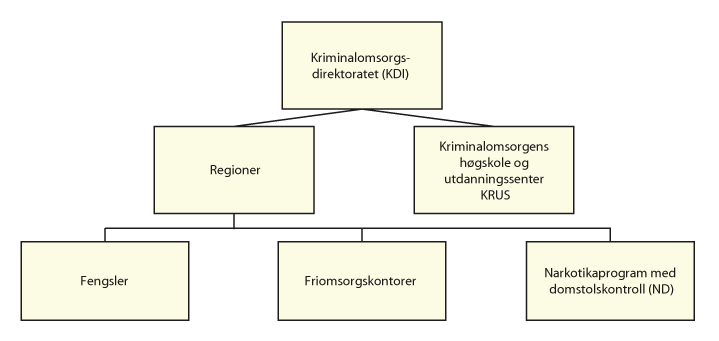 Kriminalomsorgs-
direktoratet (KDI)
Regioner
Kriminalomsorgens
høgskole og
utdanningssenter
KRUS
Fengsler
Friomsorgskontorer
Narkotikaprogram med
domstolskontroll (ND)